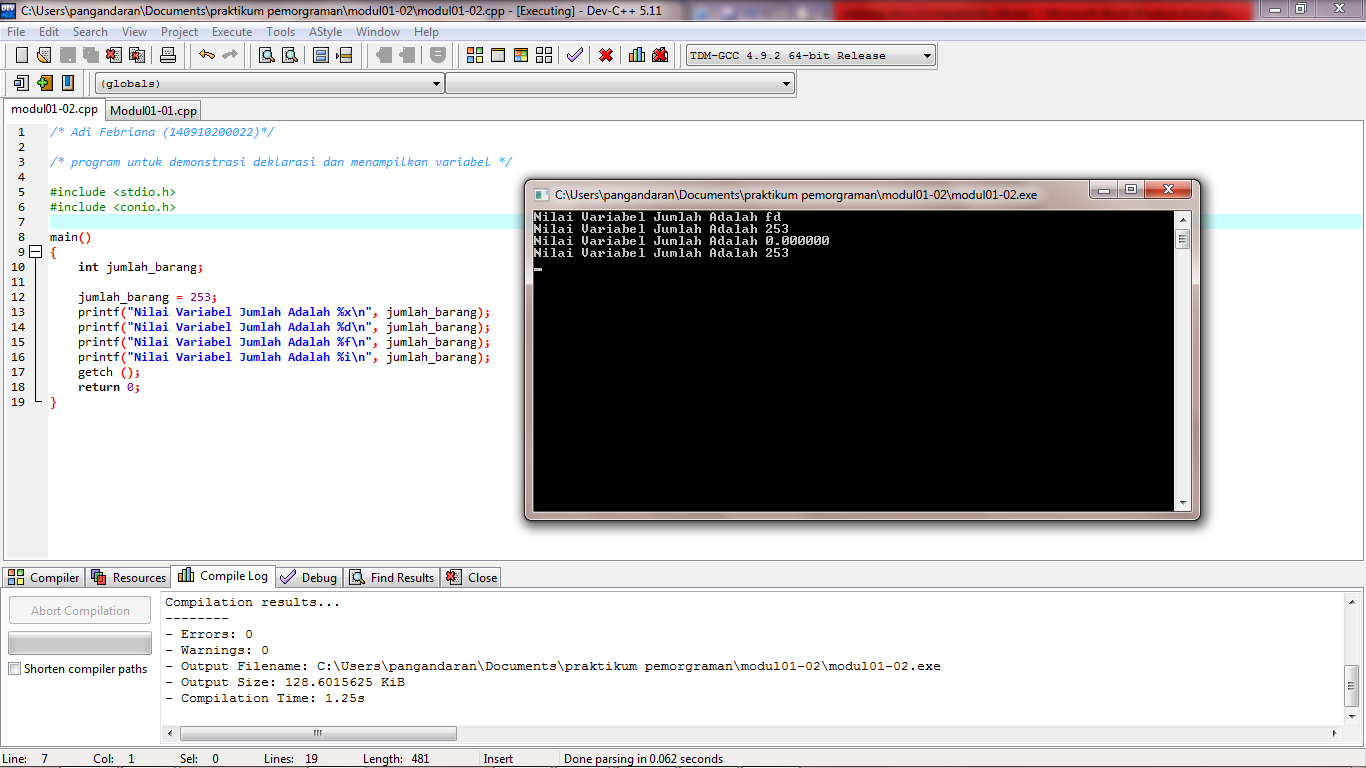 C:\Users\pangandaran\Documents\praktikum pemorgraman\modul01-02\modul01-02.cpp - [Executing] - Dev-C++ 5.11
File Edit Search View Project Execute Tools AStyle Window Help
TDM-GCC 4.9.2 64-bit Release
(globals)
modul01-02.cpp Modul01-01.cpp
1 /* Adi Febriana (140910200022)*/
2
3 /* program untuk demonstrasi deklarasi dan menampilkan variabel */
4
5 #include <stdio.h>
6 #include <conio.h>
7
8 main()
9 {
10 int jumlah_barang;
11
12 jumlah_barang = 253;
13 printf("Nilai Variabel Jumlah Adalah %x\n", jumlah_barang);
14 printf("Nilai Variabel Jumlah Adalah %d\n", jumlah_barang);
15 printf("Nilai Variabel Jumlah Adalah %f\n", jumlah_barang);
16 printf("Nilai Variabel Jumlah Adalah %i\n", jumlah_barang);
17 getch ();
18 return 0;
19 }
C:\Users\pangandaran\Documents\praktikum pemorgraman\modul01-02\modul01-02.exe
Nilai Variabel Jumlah Adalah fd
Nilai Variabel Jumlah Adalah 253
Nilai Variabel Jumlah Adalah 0.000000
Nilai Variabel Jumlah Adalah 253
Compiler Resources Compile Log Debug Find Results Close
Abort Compilation
Shorten compiler paths
Compilation results...
--------
- Errors: 0
- Warnings: 0
- Output Filename: C:\Users\pangandaran\Documents\praktikum pemorgraman\modul01-02\modul01-02.exe
- Output Size: 128.6015625 KiB
- Compilation Time: 1.25s
Line: 7 Col: 1 Sel: 0 Lines: 19 Length: 481 Insert Done parsing in 0.062 seconds